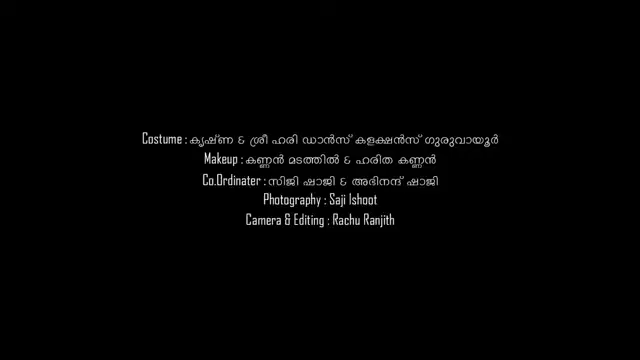 Costume : കൃഷ്ണ & ശ്രീ ഹരി ഡാൻസ് കളക്ഷൻസ് ഗുരുവായൂർ
Makeup : കണ്ണൻ മടത്തിൽ & ഹരിത കണ്ണൻ
Co.Ordinater : സിജി ഷാജി & അഭിനന്ദ് ഷാജി
Photography : Saji Ishoot
Camera & Editing : Rachu Ranjith